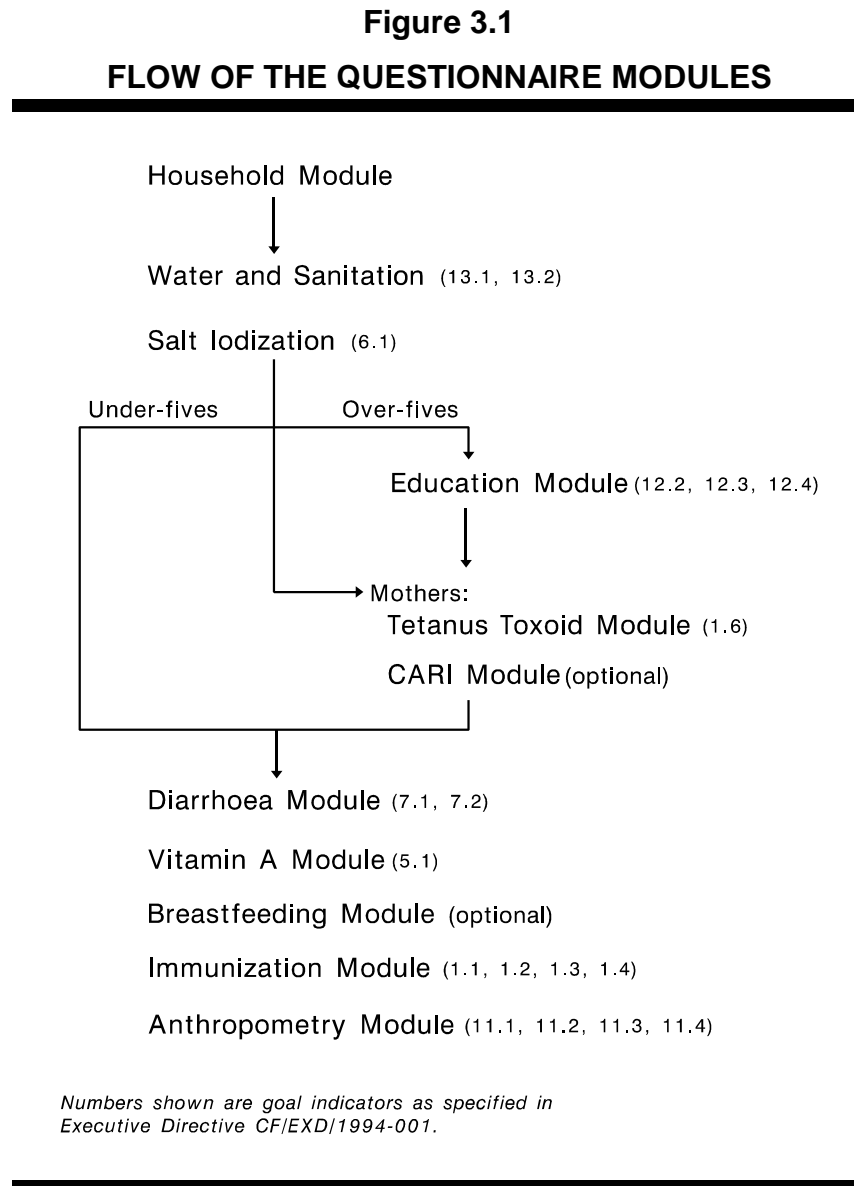 Figure 3.1
FLOW OF THE QUESTIONNAIRE MODULES
Household Module
Water and Sanitation (13.1, 13.2)
Salt Iodization (6.1)
Under-fives Over-fives
Education Module (12.2, 12.3, 12.4)
Mothers:
Tetanus Toxoid Module (1.6)
CARI Module (optional)
Diarrhoea Module (7.1, 7.2)
Vitamin A Module (5.1)
Breastfeeding Module (optional)
Immunization Module (1.1, 1.2, 1.3, 1.4)
Anthropometry Module (11.1, 11.2, 11.3, 11.4)
Numbers shown are goal indicators as specified in
Executive Directive CF/EXD/1994-001.